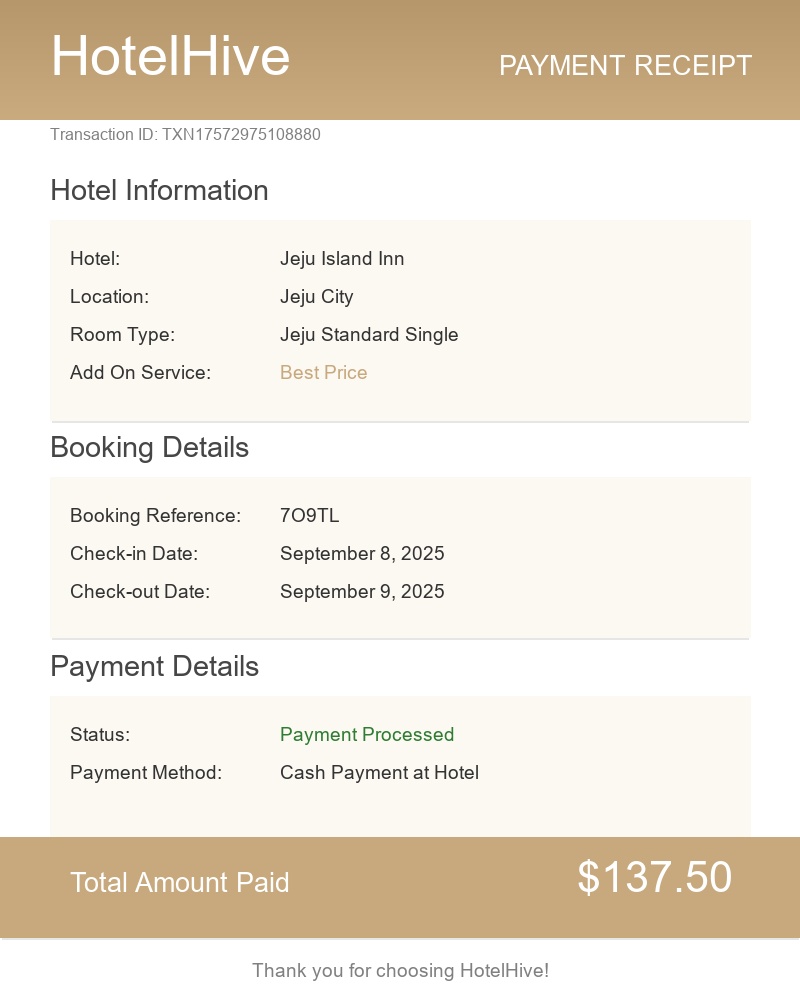 HotelHive
PAYMENT RECEIPT
Transaction ID: TXN17572975108880
Hotel Information
Hotel: Jeju Island Inn
Location: Jeju City
Room Type: Jeju Standard Single
Add On Service: Best Price
Booking Details
Booking Reference: 7O9TL
Check-in Date: September 8, 2025
Check-out Date: September 9, 2025
Payment Details
Status: Payment Processed
Payment Method: Cash Payment at Hotel
Total Amount Paid $137.50
Thank you for choosing HotelHive!